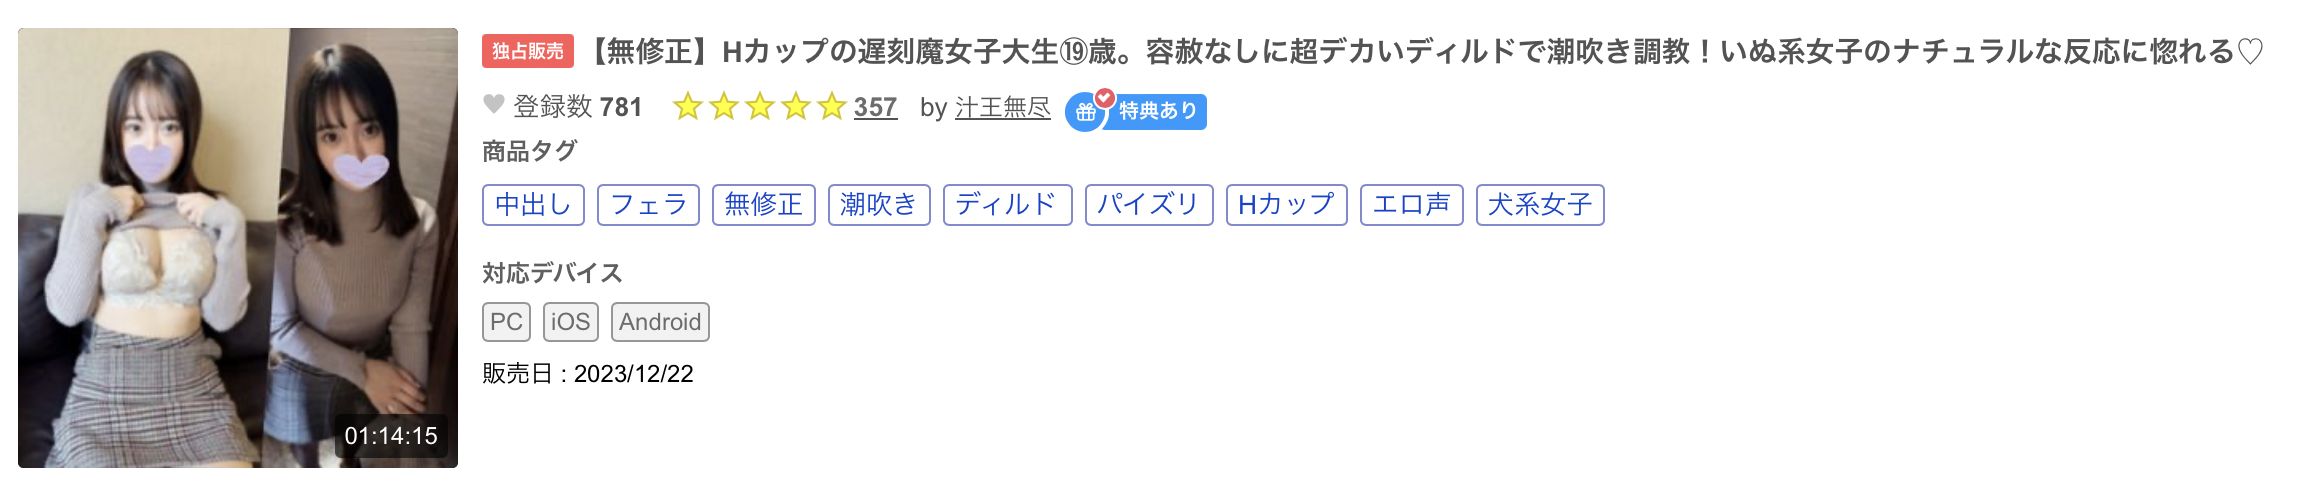 独占販売 【無修正】Hカップの遅刻魔女子大生⑲歳。容赦なしに超デカいディルドで潮吹き調教！いぬ系女子のナチュラルな反応に惚れる♡
登録数 781 357 by 汁王無尽 特典あり
商品タグ
中出し フェラ 無修正 潮吹き ディルド パイズリ Hカップ エロ声 犬系女子
対応デバイス
PC iOS Android
販売日 : 2023/12/22
01:14:15